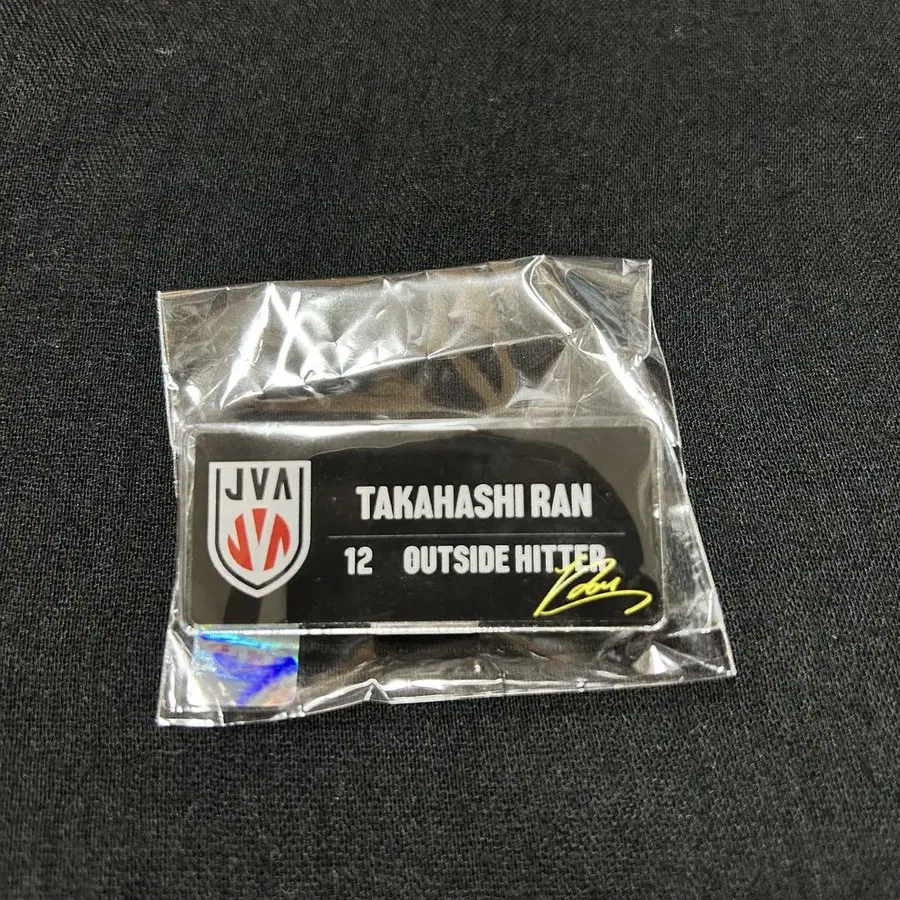 JVA
TAKAHASHI RAN
12 OUTSIDE HITTER